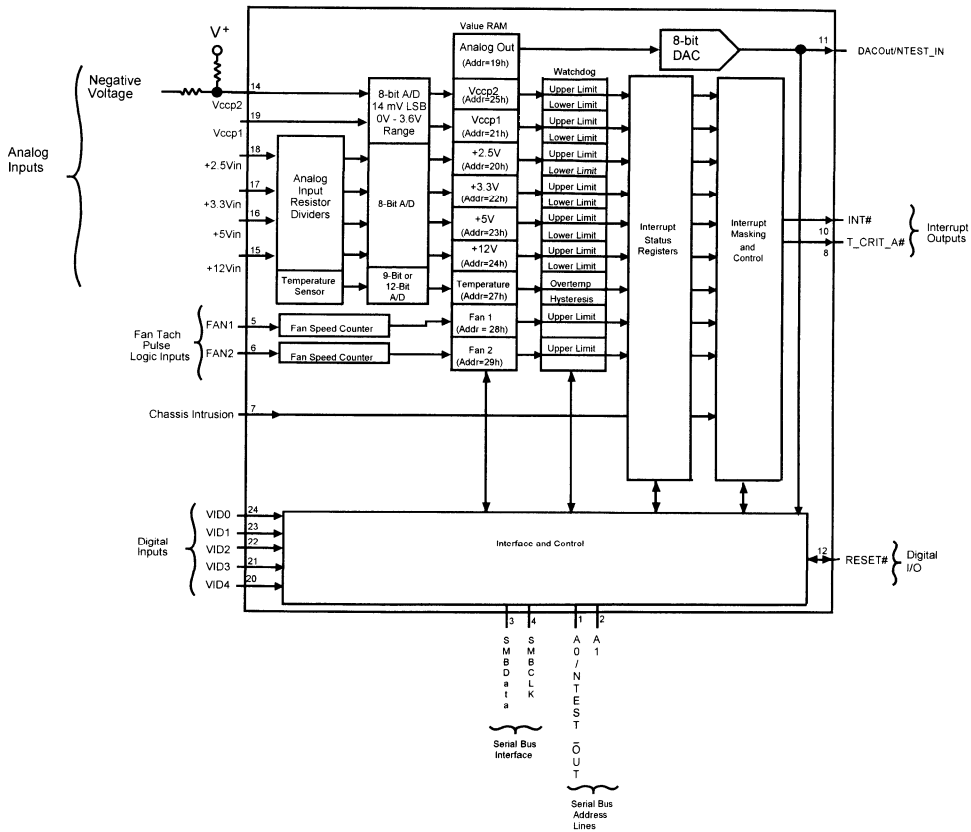 V+
Negative
Voltage
Analog
Inputs
14
Vccp2
19
Vccp1
18
+2.5Vin
17
+3.3Vin
16
+5Vin
15
+12Vin
Analog
Input
Resistor
Dividers
Temperature
Sensor
8-bit A/D
14 mV LSB
0V - 3.6V
Range
8-Bit A/D
9-Bit or
12-Bit
A/D
Value RAM
Analog Out
(Addr=19h)
Vccp2
(Addr=25h)
Vccp1
(Addr=21h)
+2.5V
(Addr=20h)
+3.3V
(Addr=22h)
+5V
(Addr=23h)
+12V
(Addr=24h)
Temperature
(Addr=27h)
Fan 1
(Addr = 28h)
Fan 2
(Addr=29h)
Watchdog
Upper Limit
Lower Limit
Upper Limit
Lower Limit
Upper Limit
Lower Limit
Upper Limit
Lower Limit
Upper Limit
Lower Limit
Upper Limit
Lower Limit
Overtemp
Hysteresis
Upper Limit
Upper Limit
8-bit
DAC
11
DACOut/NTEST_IN
Interrupt
Status
Registers
Interrupt
Masking
and
Control
INT#
10
T_CRIT_A#
8
Interrupt
Outputs
Fan Tach
Pulse
Logic Inputs
FAN1
5
Fan Speed Counter
FAN2
6
Fan Speed Counter
Chassis Intrusion
7
Digital
Inputs
VID0
24
VID1
23
VID2
22
VID3
21
VID4
20
Interface and Control
12
RESET#
Digital
I/O
3
4
1
2
SMBData
SMBCLK
A0/NTEST_OUT
A1
Serial Bus
Interface
Serial Bus
Address
Lines